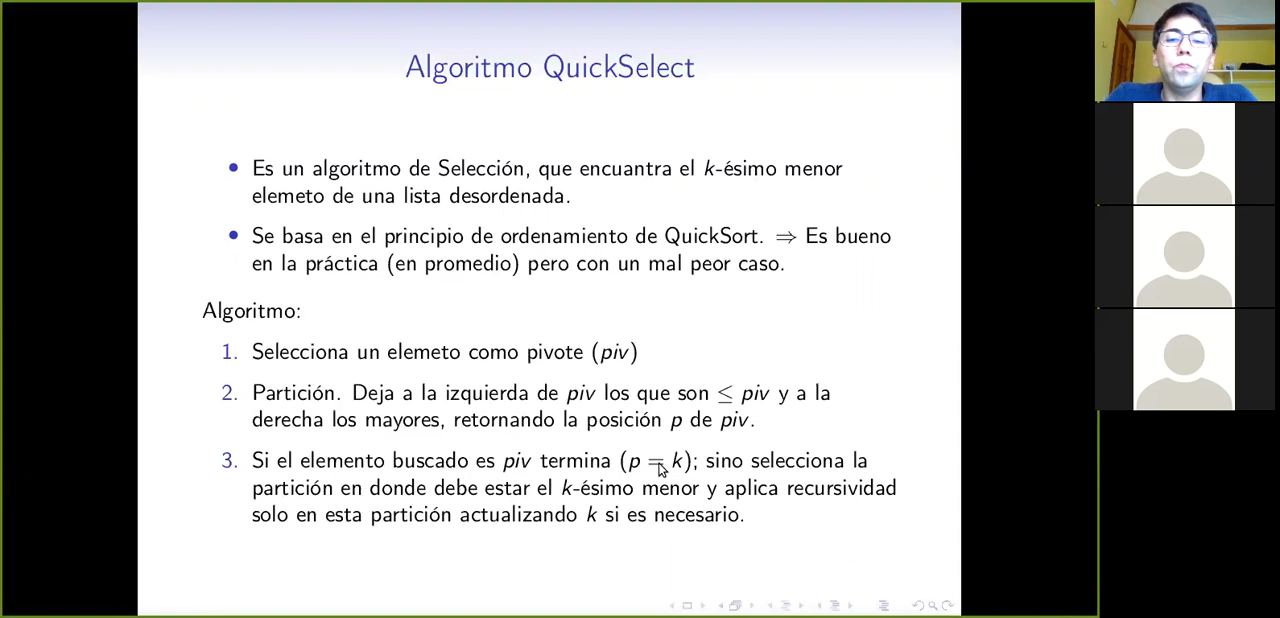 Algoritmo QuickSelect
• Es un algoritmo de Selección, que encuantra el k-ésimo menor
elemeto de una lista desordenada.
• Se basa en el principio de ordenamiento de QuickSort. ⇒ Es bueno
en la práctica (en promedio) pero con un mal peor caso.
Algoritmo:
1. Selecciona un elemeto como pivote (piv)
2. Partición. Deja a la izquierda de piv los que son ≤ piv y a la
derecha los mayores, retornando la posición p de piv.
3. Si el elemento buscado es piv termina (p = k); sino selecciona la
partición en donde debe estar el k-ésimo menor y aplica recursividad
solo en esta partición actualizando k si es necesario.